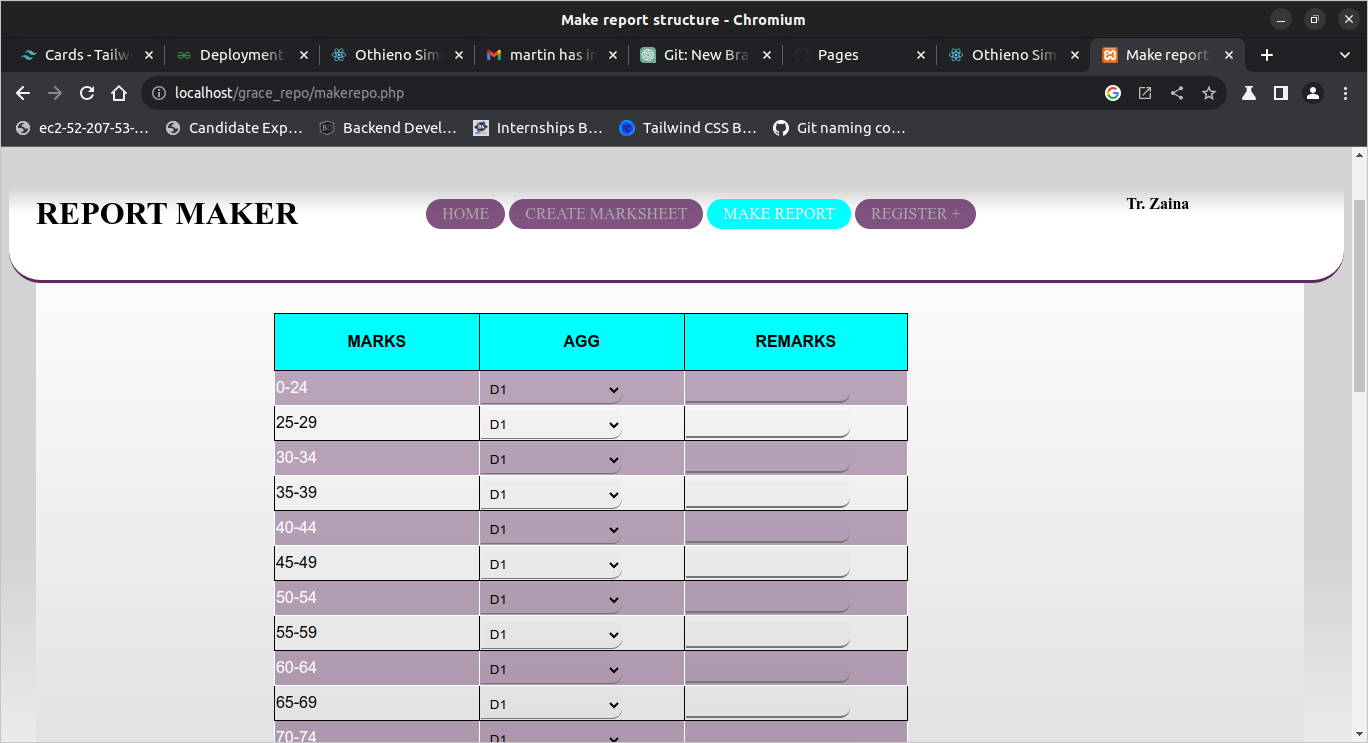 Make report structure - Chromium
Cards - Tailwi
Deployment
Othieno Sim
martin has in
Git: New Bra
Pages
Othieno Sim
Make report
localhost/grace_repo/makerepo.php
ec2-52-207-53-...
Candidate Exp...
Backend Devel...
Internships B...
Tailwind CSS B...
Git naming co...
REPORT MAKER
HOME
CREATE MARKSHEET
MAKE REPORT
REGISTER +
Tr. Zaina
MARKS AGG REMARKS
0-24 D1
25-29 D1
30-34 D1
35-39 D1
40-44 D1
45-49 D1
50-54 D1
55-59 D1
60-64 D1
65-69 D1
70-74 D1